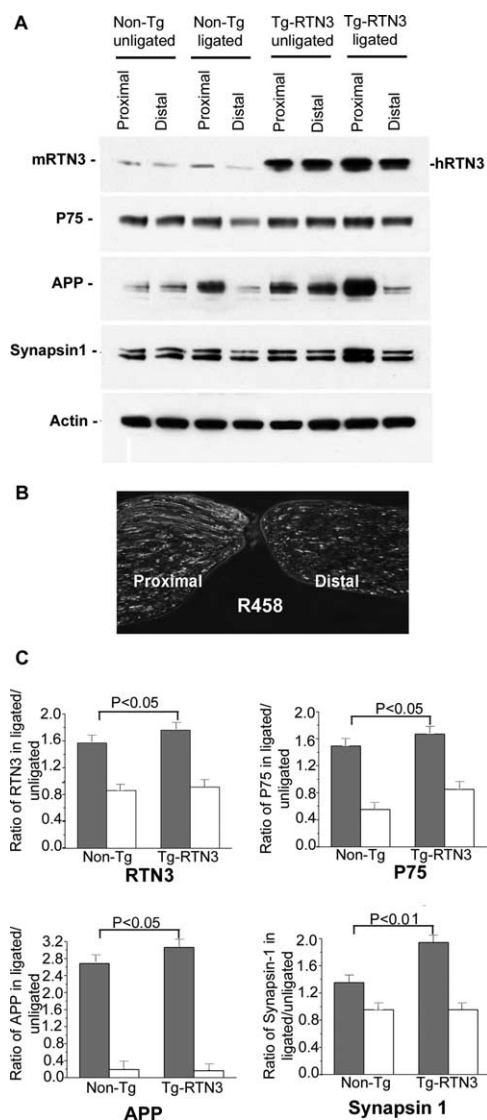 A
Non-Tg unligated
Non-Tg ligated
Tg-RTN3 unligated
Tg-RTN3 ligated
Proximal
Distal
Proximal
Distal
Proximal
Distal
Proximal
Distal
mRTN3 -
-hRTN3
P75 -
APP -
Synapsin1 -
Actin -
B
Proximal
Distal
R458
C
Ratio of RTN3 in ligated/
unligated
2.0
1.6
1.2
0.8
0.4
0.0
P<0.05
Non-Tg
Tg-RTN3
RTN3
Ratio of P75 in ligated/
unligated
2.0
1.6
1.2
0.8
0.4
0.0
P<0.05
Non-Tg
Tg-RTN3
P75
Ratio of APP in ligated/
unligated
3.2
2.6
2.0
1.2
0.8
0.4
0
P<0.05
Non-Tg
Tg-RTN3
APP
Ratio of Synapsin-1 in
ligated/unligated
2.0
1.6
1.2
0.8
0.4
0.0
P<0.01
Non-Tg
Tg-RTN3
Synapsin 1